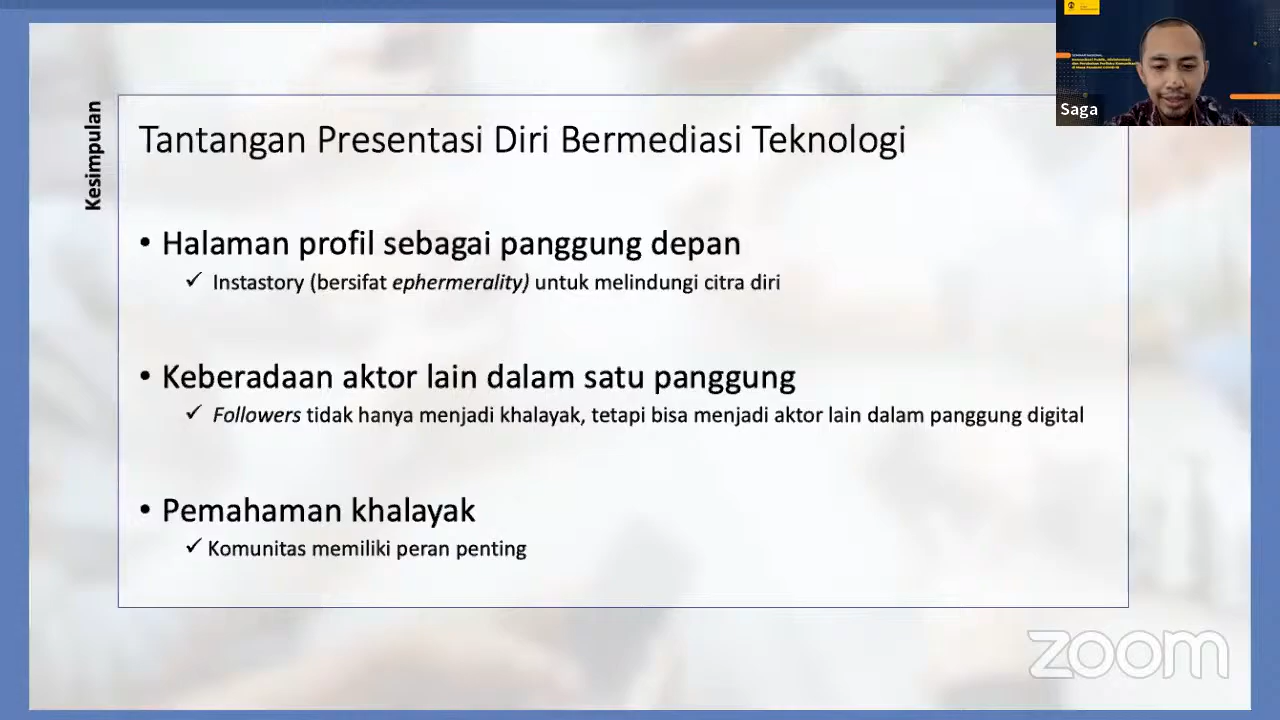 Kesimpulan
Tantangan Presentasi Diri Bermediasi Teknologi
• Halaman profil sebagai panggung depan
✓ Instastory (bersifat ephermerality) untuk melindungi citra diri
• Keberadaan aktor lain dalam satu panggung
✓ Followers tidak hanya menjadi khalayak, tetapi bisa menjadi aktor lain dalam panggung digital
• Pemahaman khalayak
✓ Komunitas memiliki peran penting
Saga
zoom